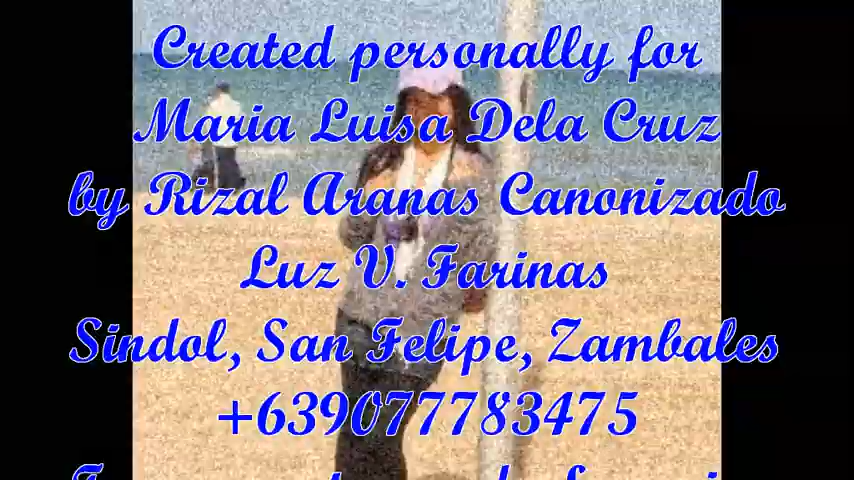 Created personally for
Maria Luisa Dela Cruz
by Rizal Aranas Canonizado
Luz V. Farinas
Sindol, San Felipe, Zambales
+639077783475